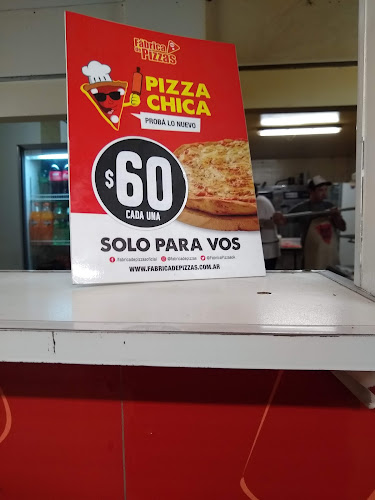 Fábrica
de Pizzas
PIZZA
CHICA
PROBÁ LO NUEVO
$60
CADA UNA
SOLO PARA VOS
WWW.FABRICADEPIZZAS.COM.AR